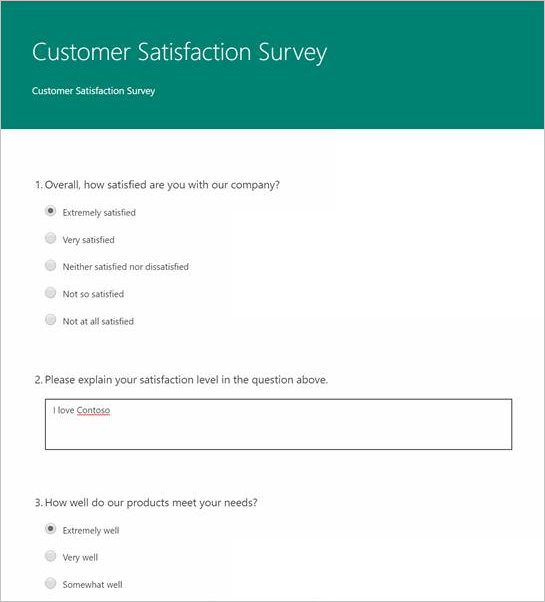 Customer Satisfaction Survey
Customer Satisfaction Survey
1. Overall, how satisfied are you with our company?
Extremely satisfied
Very satisfied
Neither satisfied nor dissatisfied
Not so satisfied
Not at all satisfied
2. Please explain your satisfaction level in the question above.
I love Contoso
3. How well do our products meet your needs?
Extremely well
Very well
Somewhat well